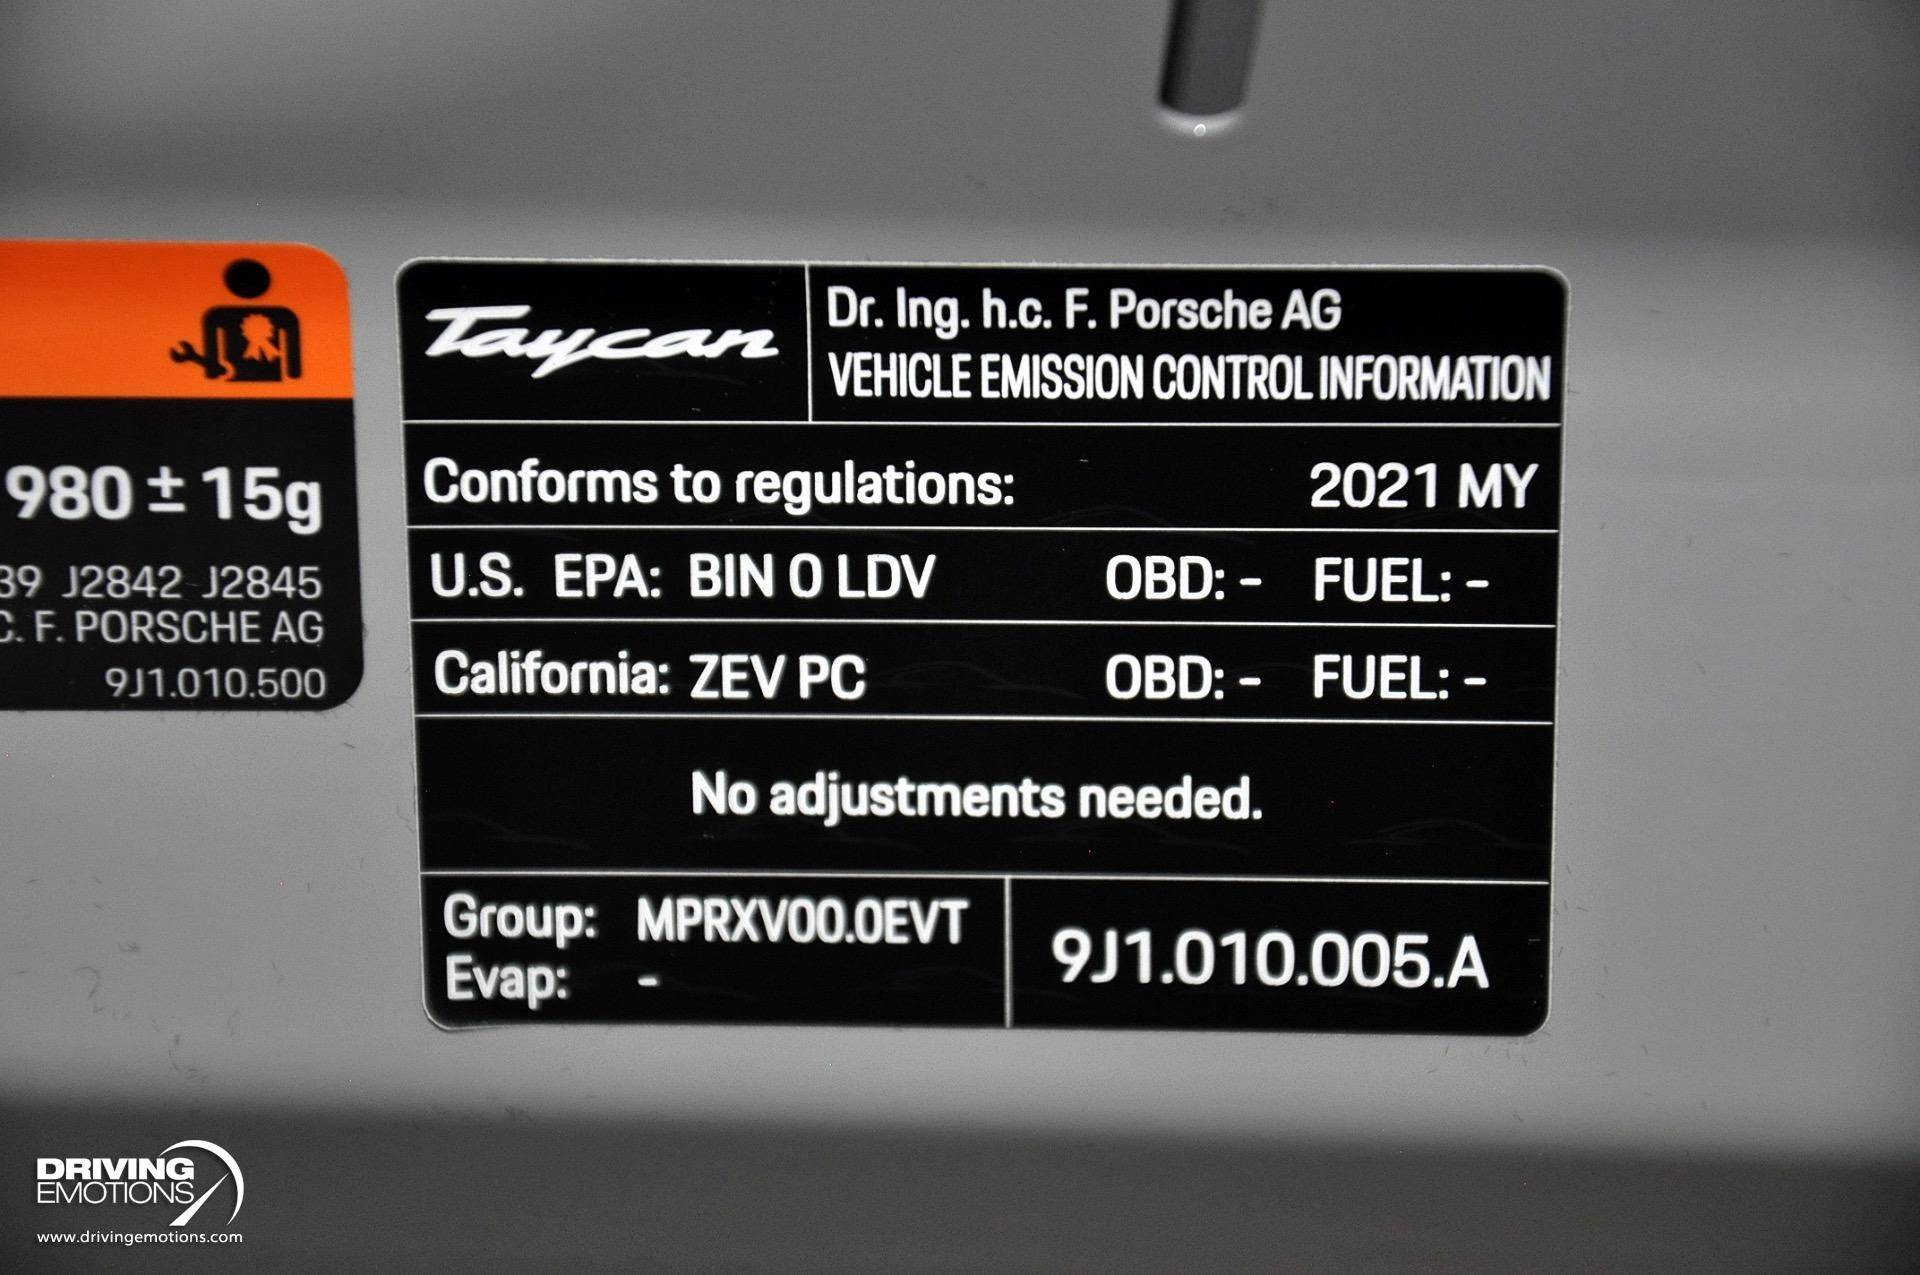 980 ± 15g
39 J2842 J2845
C. F. PORSCHE AG
9J1.010.500
Taycan
Dr. Ing. h.c. F. Porsche AG
VEHICLE EMISSION CONTROL INFORMATION
Conforms to regulations: 2021 MY
U.S. EPA: BIN 0 LDV OBD: - FUEL: -
California: ZEV PC OBD: - FUEL: -
No adjustments needed.
Group: MPRXV00.0EVT
Evap: -
9J1.010.005.A
DRIVING
EMOTIONS
www.drivingemotions.com